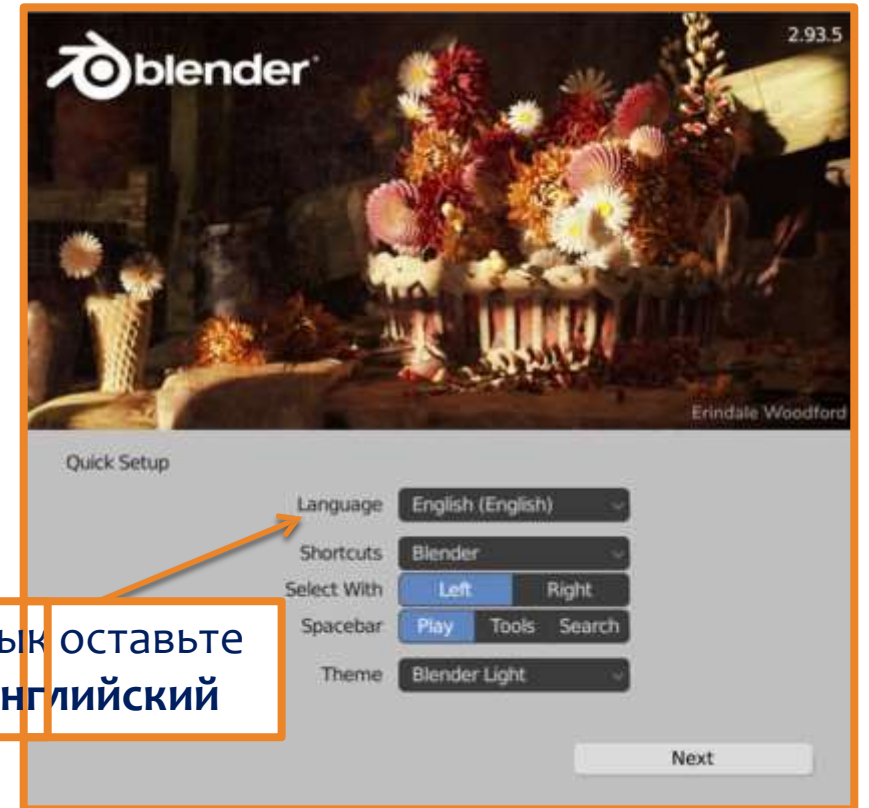 blender
2.93.5
Erindale Woodford
Quick Setup
Language English (English)
Shortcuts Blender
Select With Left Right
Spacebar Play Tools Search
Theme Blender Light
ык оставьте
нглийский
Next